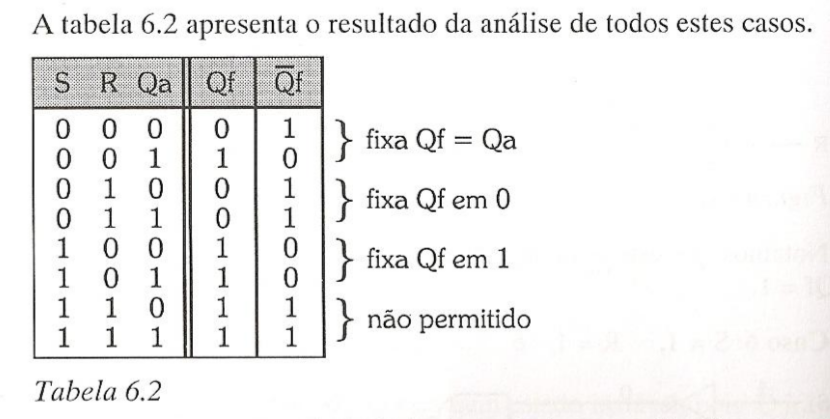 A tabela 6.2 apresenta o resultado da análise de todos estes casos.
S R Qa Qf Q̅f
0 0 0 0 1
0 0 1 1 0
0 1 0 0 1
0 1 1 0 1
1 0 0 1 0
1 0 1 1 0
1 1 0 1 1
1 1 1 1 1
} fixa Qf = Qa
} fixa Qf em 0
} fixa Qf em 1
} não permitido
Tabela 6.2